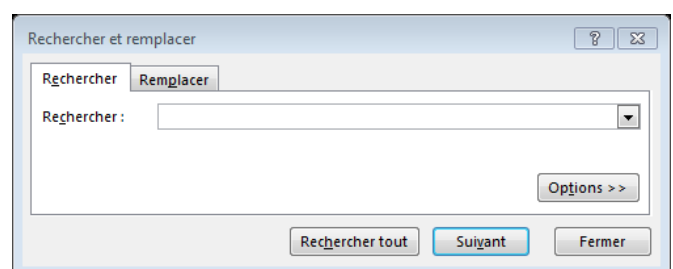 Rechercher et remplacer ?
Rechercher Remplacer
Rechercher :
Options >>
Rechercher tout Suivant Fermer